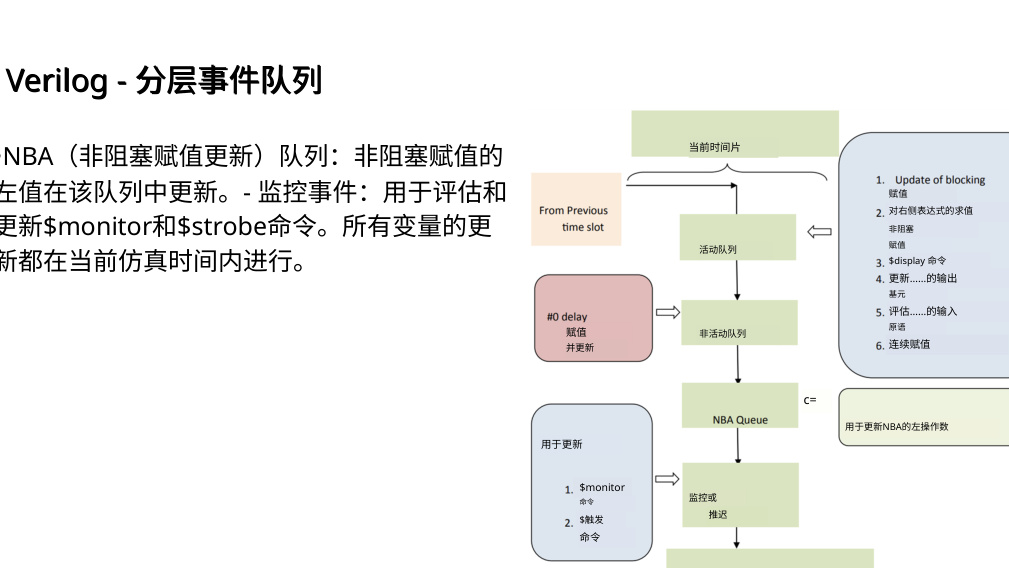 Verilog - 分层事件队列
NBA（非阻塞赋值更新）队列：非阻塞赋值的
左值在该队列中更新。- 监控事件：用于评估和
更新$monitor和$strobe命令。所有变量的更
新都在当前仿真时间内进行。
当前时间片
From Previous
time slot
活动队列
1. Update of blocking
赋值
2. 对右侧表达式的求值
非阻塞
赋值
3. $display 命令
4. 更新......的输出
基元
5. 评估......的输入
原语
6. 连续赋值
#0 delay
赋值
并更新
非活动队列
NBA Queue
c=
用于更新NBA的左操作数
用于更新
1. $monitor
命令
2. $触发
命令
监控或
推迟